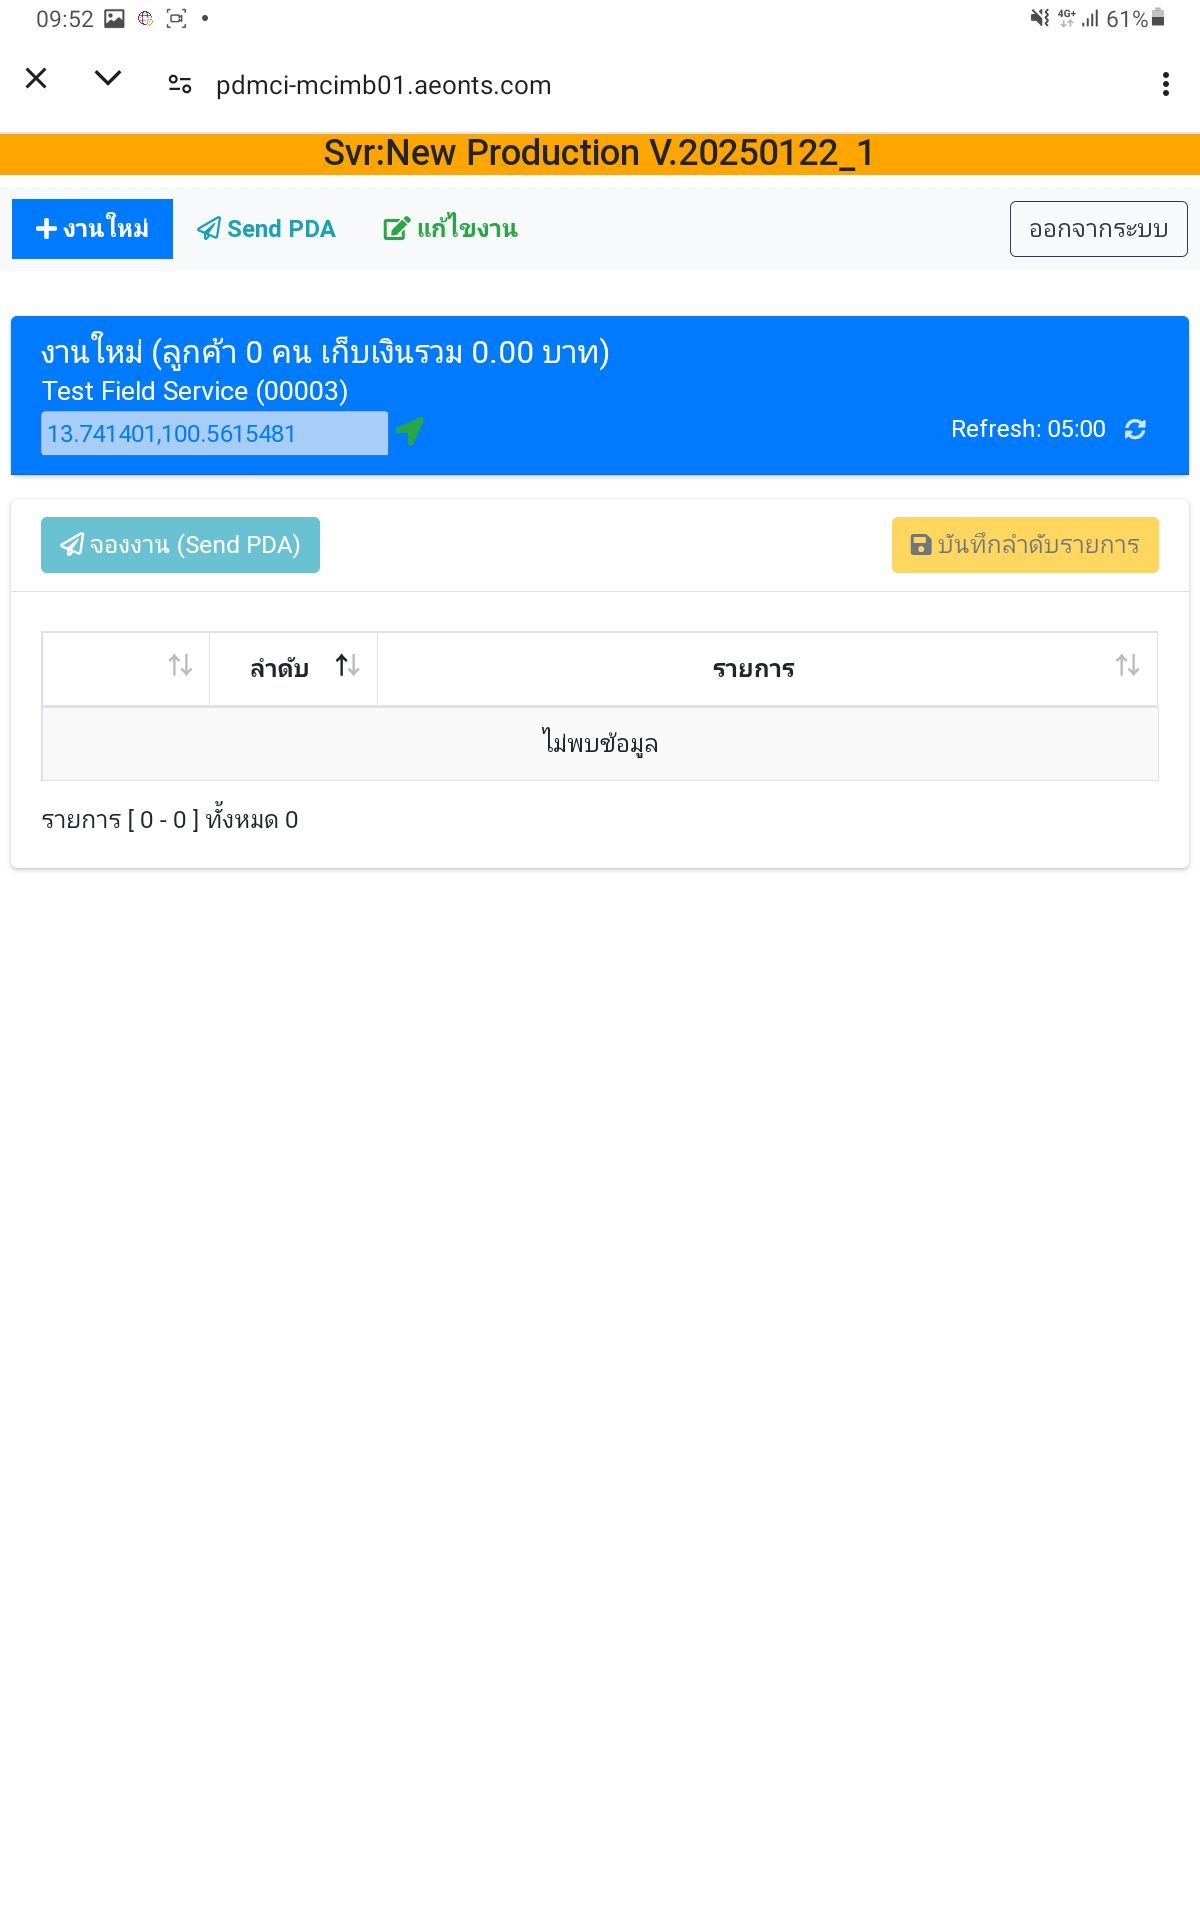 09:52
4G+ 61%
pdmci-mcimb01.aeonts.com
Svr:New Production V.20250122_1
งานใหม่ Send PDA แก้ไขงาน ออกจากระบบ
งานใหม่ (ลูกค้า 0 คน เก็บเงินรวม 0.00 บาท)
Test Field Service (00003)
13.741401,100.5615481 Refresh: 05:00
จองงาน (Send PDA) บันทึกลำดับรายการ
ลำดับ รายการ
ไม่พบข้อมูล
รายการ [ 0 - 0 ] ทั้งหมด 0